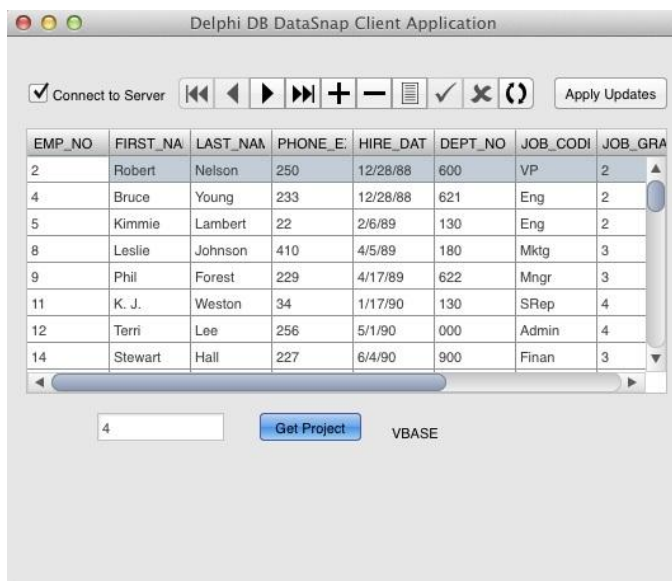 Delphi DB DataSnap Client Application
Connect to Server Apply Updates
EMP_NO FIRST_NA LAST_NAM PHONE_E HIRE_DAT DEPT_NO JOB_CODI JOB_GRA
2 Robert Nelson 250 12/28/88 600 VP 2
4 Bruce Young 233 12/28/88 621 Eng 2
5 Kimmie Lambert 22 2/6/89 130 Eng 2
8 Leslie Johnson 410 4/5/89 180 Mktg 3
9 Phil Forest 229 4/17/89 622 Mngr 3
11 K. J. Weston 34 1/17/90 130 SRep 4
12 Terri Lee 256 5/1/90 000 Admin 4
14 Stewart Hall 227 6/4/90 900 Finan 3
4 Get Project VBASE